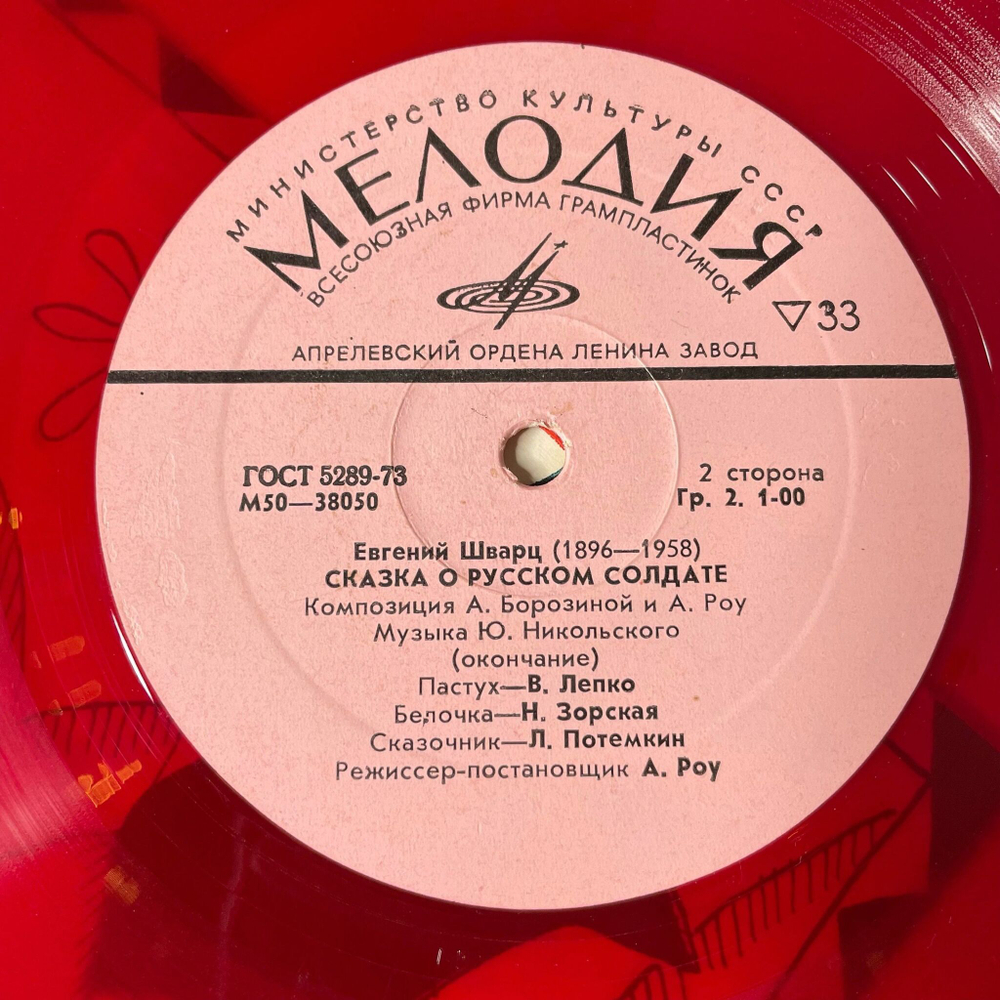 МИНИСТЕРСТВО КУЛЬТУРЫ СССР
МЕЛОДИЯ
ВСЕСОЮЗНАЯ ФИРМА ГРАМПЛАСТИНОК
33
АПРЕЛЕВСКИЙ ОРДЕНА ЛЕНИНА ЗАВОД
ГОСТ 5289-73
М50—38050
2 сторона
Гр. 2. 1-00
Евгений Шварц (1896—1958)
СКАЗКА О РУССКОМ СОЛДАТЕ
Композиция А. Борозиной и А. Роу
Музыка Ю. Никольского
(окончание)
Пастух—В. Лепко
Белочка—Н. Зорская
Сказочник—Л. Потемкин
Режиссер-постановщик А. Роу